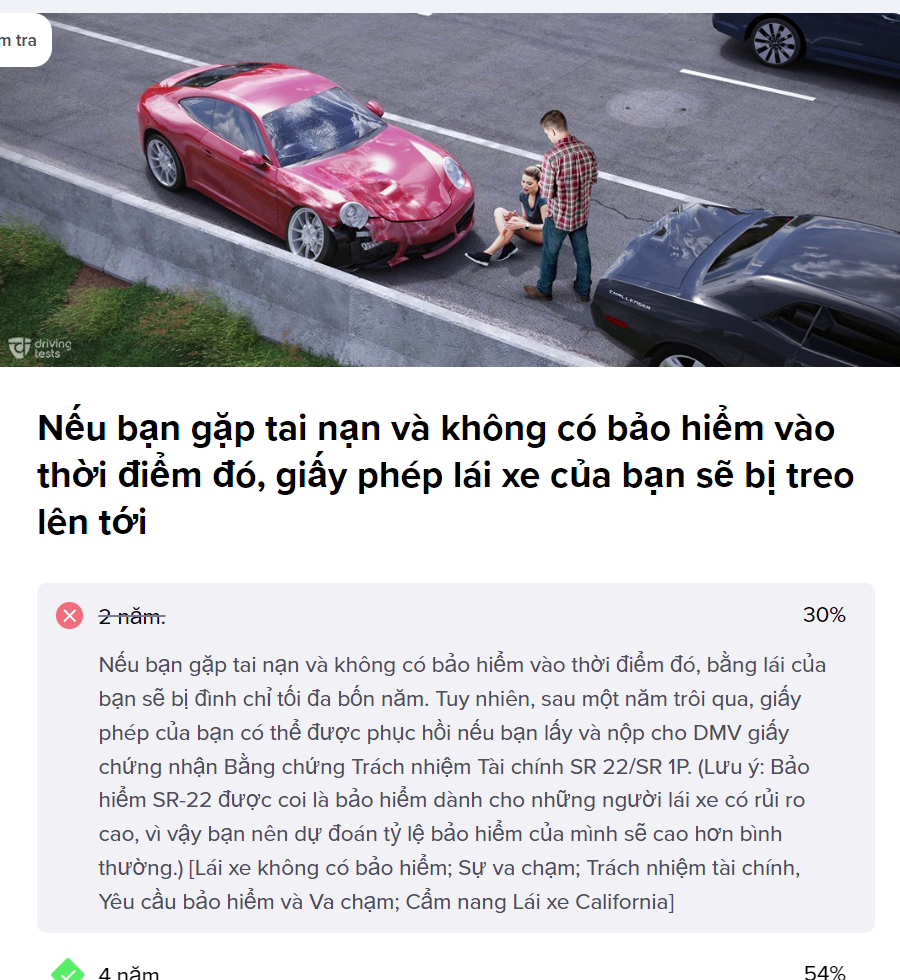 m tra
CHALLENGER
driving
tests
Nếu bạn gặp tai nạn và không có bảo hiểm vào
thời điểm đó, giấy phép lái xe của bạn sẽ bị treo
lên tới
2 năm. 30%
Nếu bạn gặp tai nạn và không có bảo hiểm vào thời điểm đó, bằng lái của
bạn sẽ bị đình chỉ tối đa bốn năm. Tuy nhiên, sau một năm trôi qua, giấy
phép của bạn có thể được phục hồi nếu bạn lấy và nộp cho DMV giấy
chứng nhận Bằng chứng Trách nhiệm Tài chính SR 22/SR 1P. (Lưu ý: Bảo
hiểm SR-22 được coi là bảo hiểm dành cho những người lái xe có rủi ro
cao, vì vậy bạn nên dự đoán tỷ lệ bảo hiểm của mình sẽ cao hơn bình
thường.) [Lái xe không có bảo hiểm; Sự va chạm; Trách nhiệm tài chính,
Yêu cầu bảo hiểm và Va chạm; Cẩm nang Lái xe California]
4 năm 54%